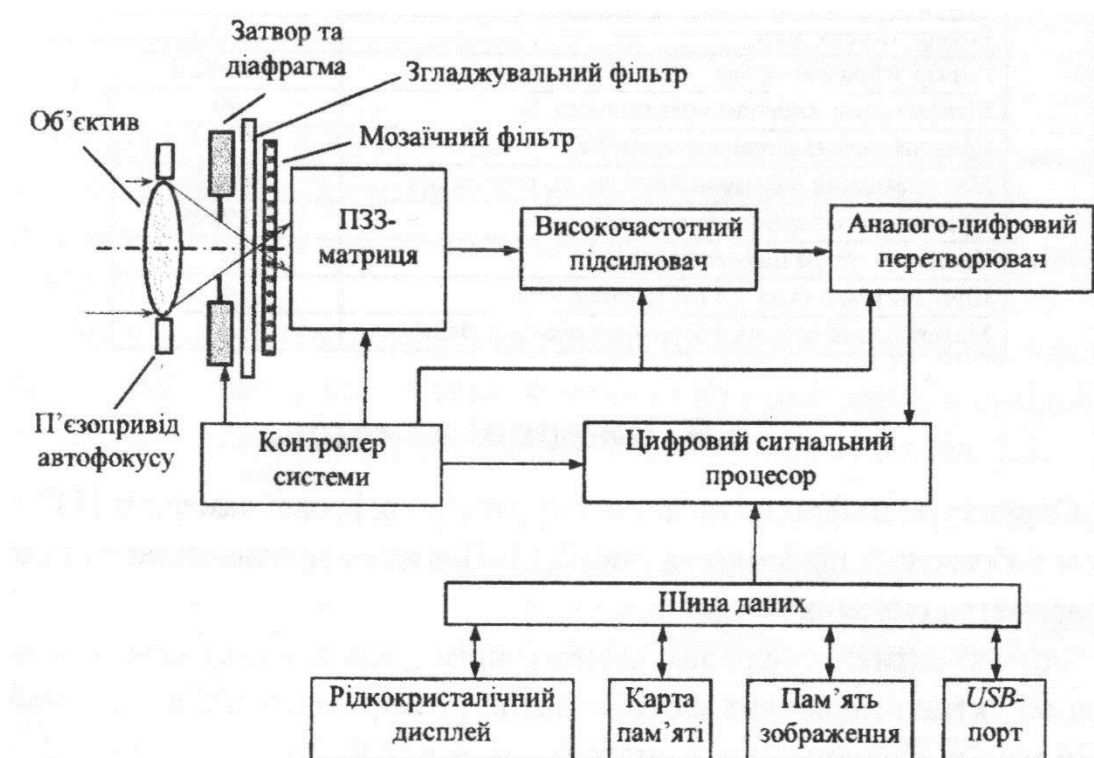 Затвор та
діафрагма
Згладжувальний фільтр
Об’єктив
Мозаїчний фільтр
ПЗЗ-
матриця
Високочастотний
підсилювач
Аналого-цифровий
перетворювач
П’єзопривід
автофокусу
Контролер
системи
Цифровий сигнальний
процесор
Шина даних
Рідкокристалічний
дисплей
Карта
пам’яті
Пам’ять
зображення
USB-
порт